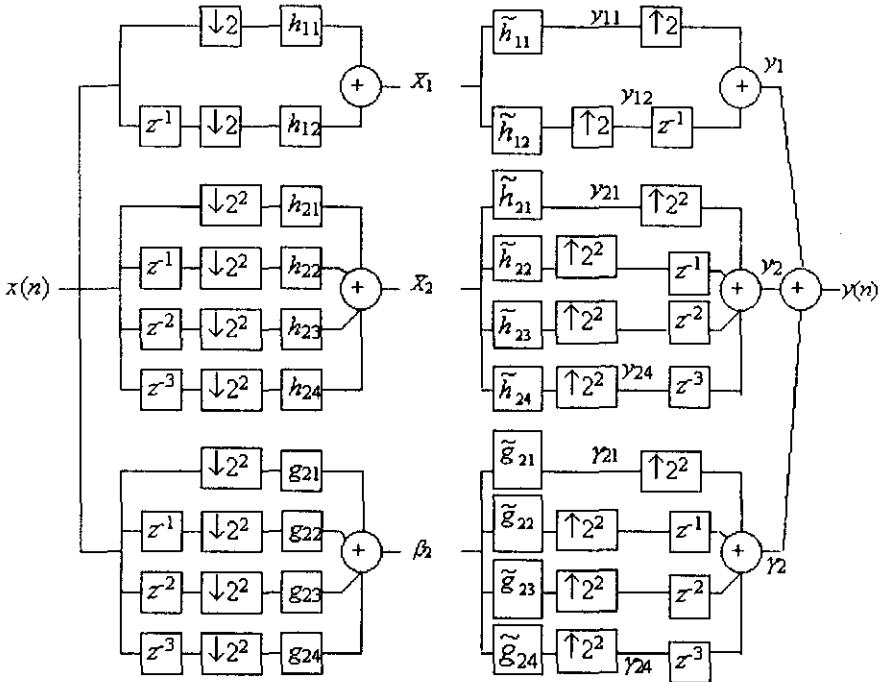 ↓2 h₁₁ + X₁ h̃₁₁ y₁₁ ↑2 + y₁
z⁻¹ ↓2 h₁₂ h̃₁₂ ↑2 y₁₂ z⁻¹
↓2² h₂₁ h̃₂₁ y₂₁ ↑2²
z⁻¹ ↓2² h₂₂ h̃₂₂ ↑2² z⁻¹
x(n) + X₂ + y₂ + y(n)
z⁻² ↓2² h₂₃ h̃₂₃ ↑2² z⁻²
z⁻³ ↓2² h₂₄ h̃₂₄ ↑2² y₂₄ z⁻³
↓2² g₂₁ g̃₂₁ γ₂₁ ↑2²
z⁻¹ ↓2² g₂₂ g̃₂₂ ↑2² z⁻¹
+ β₂ + γ₂
z⁻² ↓2² g₂₃ g̃₂₃ ↑2² z⁻²
z⁻³ ↓2² g₂₄ g̃₂₄ ↑2² γ₂₄ z⁻³